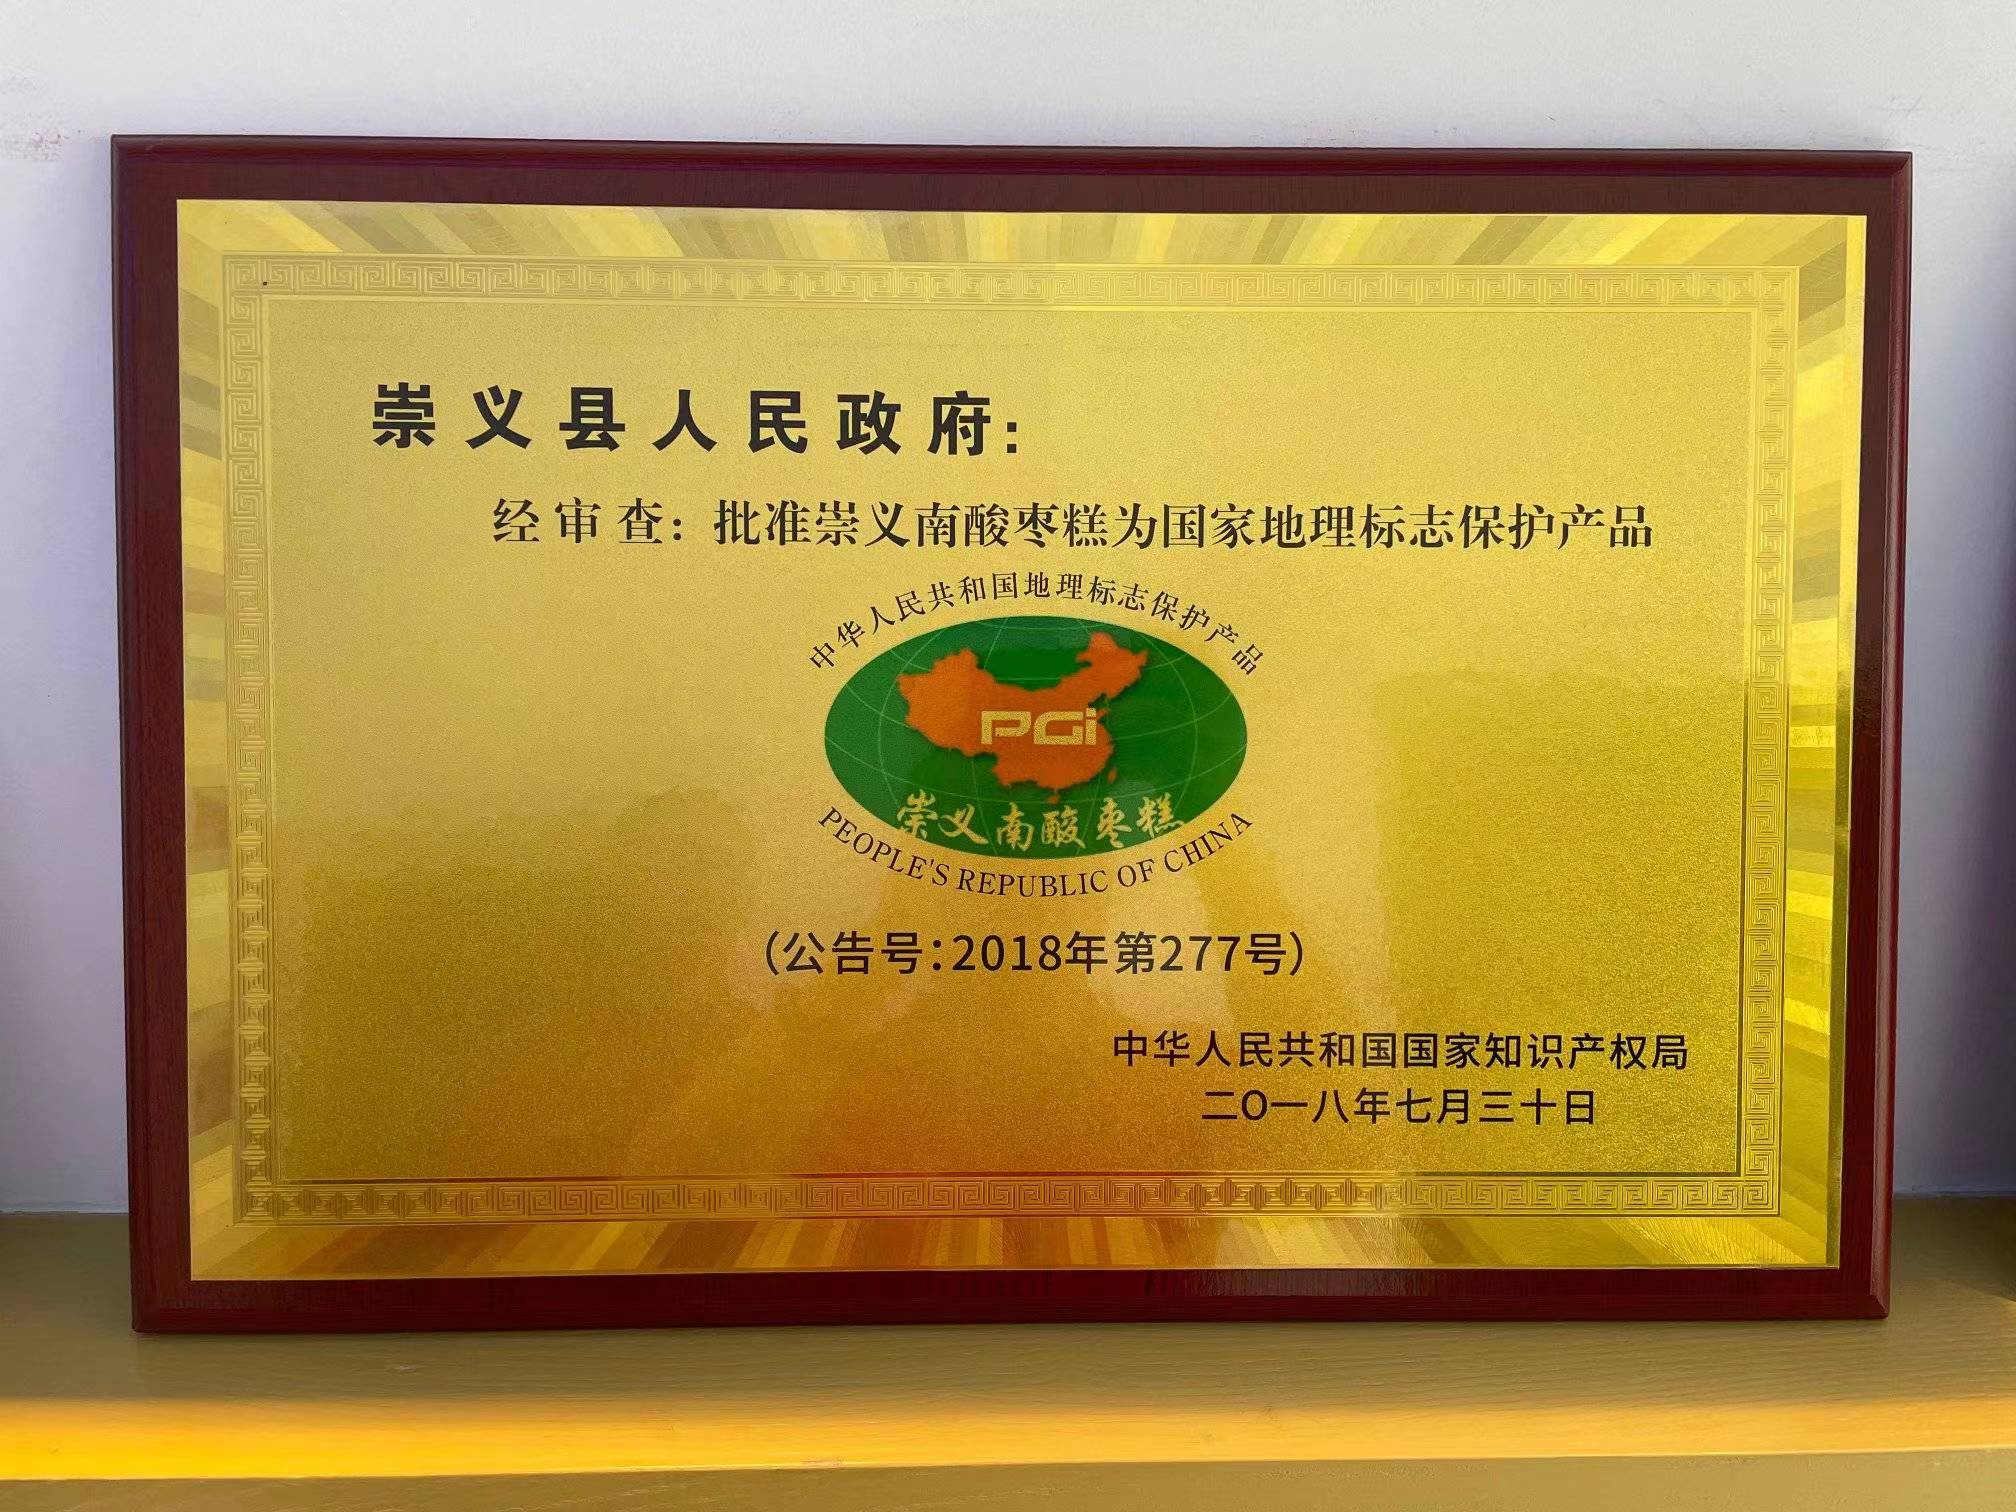 崇义县人民政府：
经审查：批准崇义南酸枣糕为国家地理标志保护产品
中华人民共和国地理标志保护产品
PGi
崇义南酸枣糕
PEOPLE'S REPUBLIC OF CHINA
（公告号：2018年第277号）
中华人民共和国国家知识产权局
二O一八年七月三十日